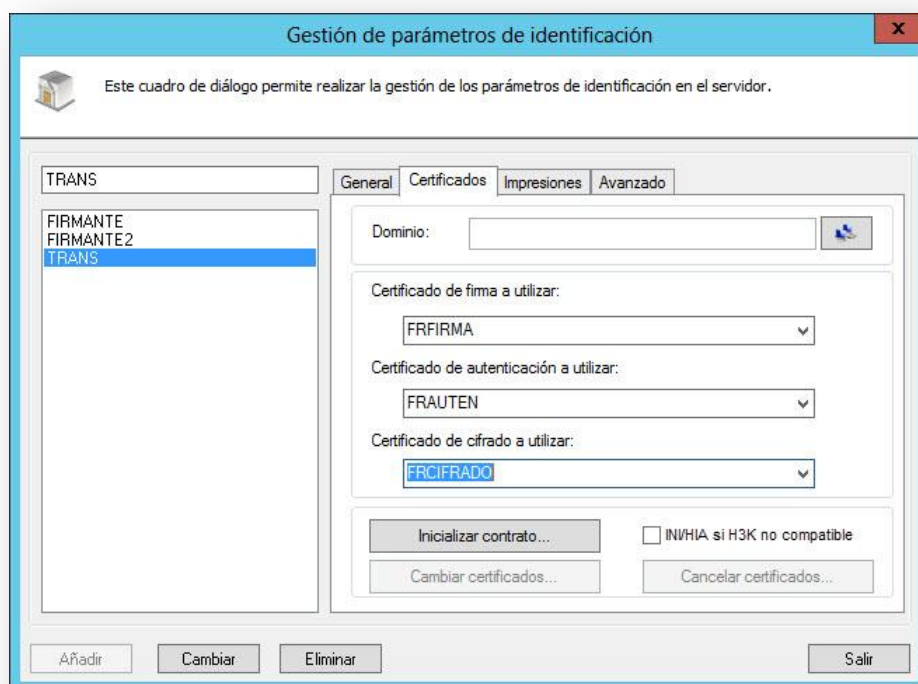 Gestión de parámetros de identificación
x
Este cuadro de diálogo permite realizar la gestión de los parámetros de identificación en el servidor.
TRANS
FIRMANTE
FIRMANTE2
TRANS
General Certificados Impresiones Avanzado
Dominio:
Certificado de firma a utilizar:
FRFIRMA
Certificado de autenticación a utilizar:
FRAUTEN
Certificado de cifrado a utilizar:
FRCIFRADO
Inicializar contrato... INI/HIA si H3K no compatible
Cambiar certificados... Cancelar certificados...
Añadir Cambiar Eliminar Salir